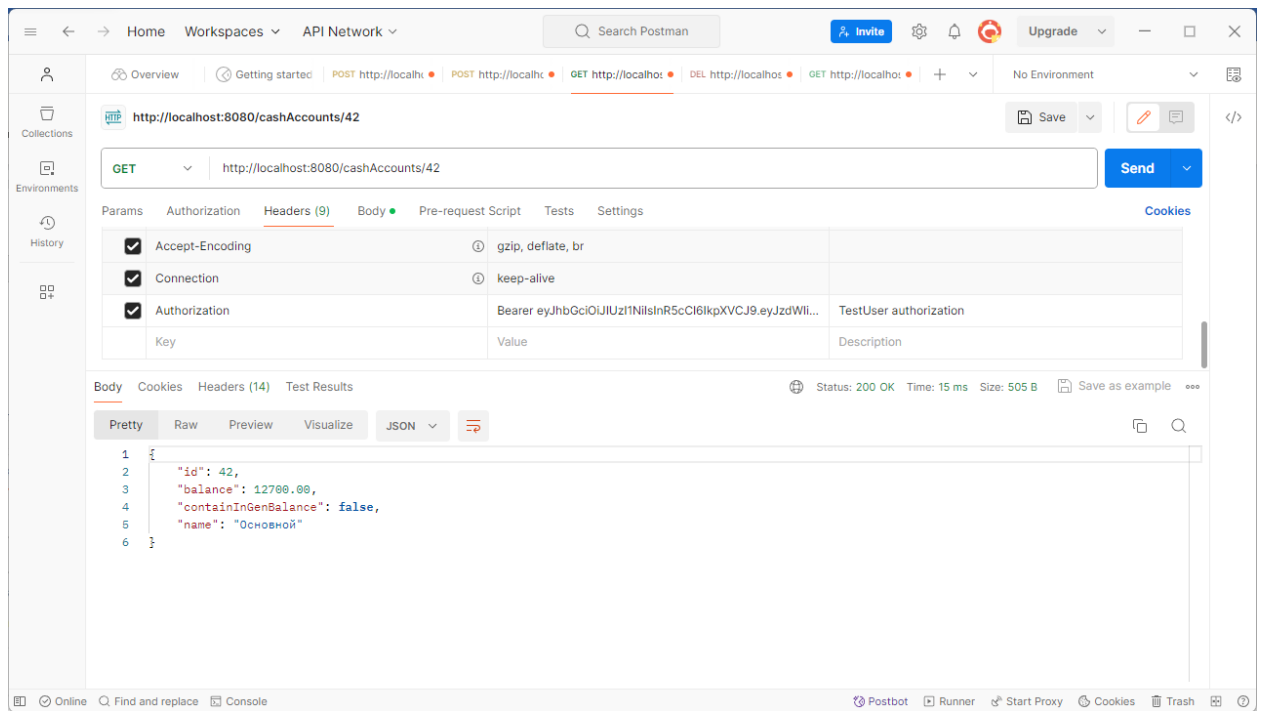 Home Workspaces API Network Search Postman Invite Upgrade
Overview Getting started POST http://localhc POST http://localhc GET http://localhos DEL http://localhos GET http://localhos No Environment
HTTP http://localhost:8080/cashAccounts/42 Save
Collections
GET http://localhost:8080/cashAccounts/42 Send
Environments
Params Authorization Headers (9) Body Pre-request Script Tests Settings Cookies
History
Accept-Encoding gzip, deflate, br
Connection keep-alive
Authorization Bearer eyJhbGciOiJIUzI1NiIsInR5cCI6IkpXVCJ9.eyJzdWIi... TestUser authorization
Key Value Description
Body Cookies Headers (14) Test Results Status: 200 OK Time: 15 ms Size: 505 B Save as example
Pretty Raw Preview Visualize JSON
1 {
2 "id": 42,
3 "balance": 12700.00,
4 "containInGenBalance": false,
5 "name": "Основной"
6 }
Online Find and replace Console Postbot Runner Start Proxy Cookies Trash